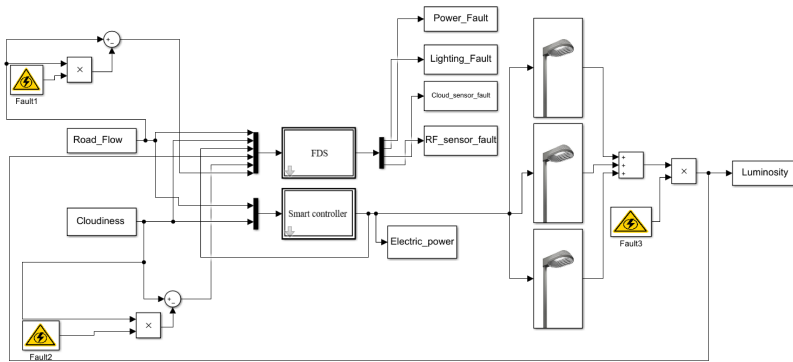 Power_Fault
Lighting_Fault
Cloud_sensor_fault
RF_sensor_fault
Fault1
Road_Flow
FDS
Luminosity
Cloudiness
Smart controller
Electric_power
Fault3
Fault2
+
−
×
+
+
+
×
+
−
×